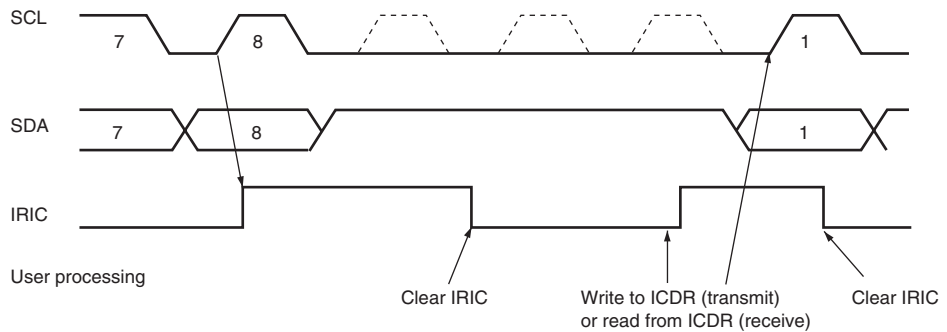 SCL
7
8
1
SDA
7
8
1
IRIC
User processing
Clear IRIC
Write to ICDR (transmit)
or read from ICDR (receive)
Clear IRIC